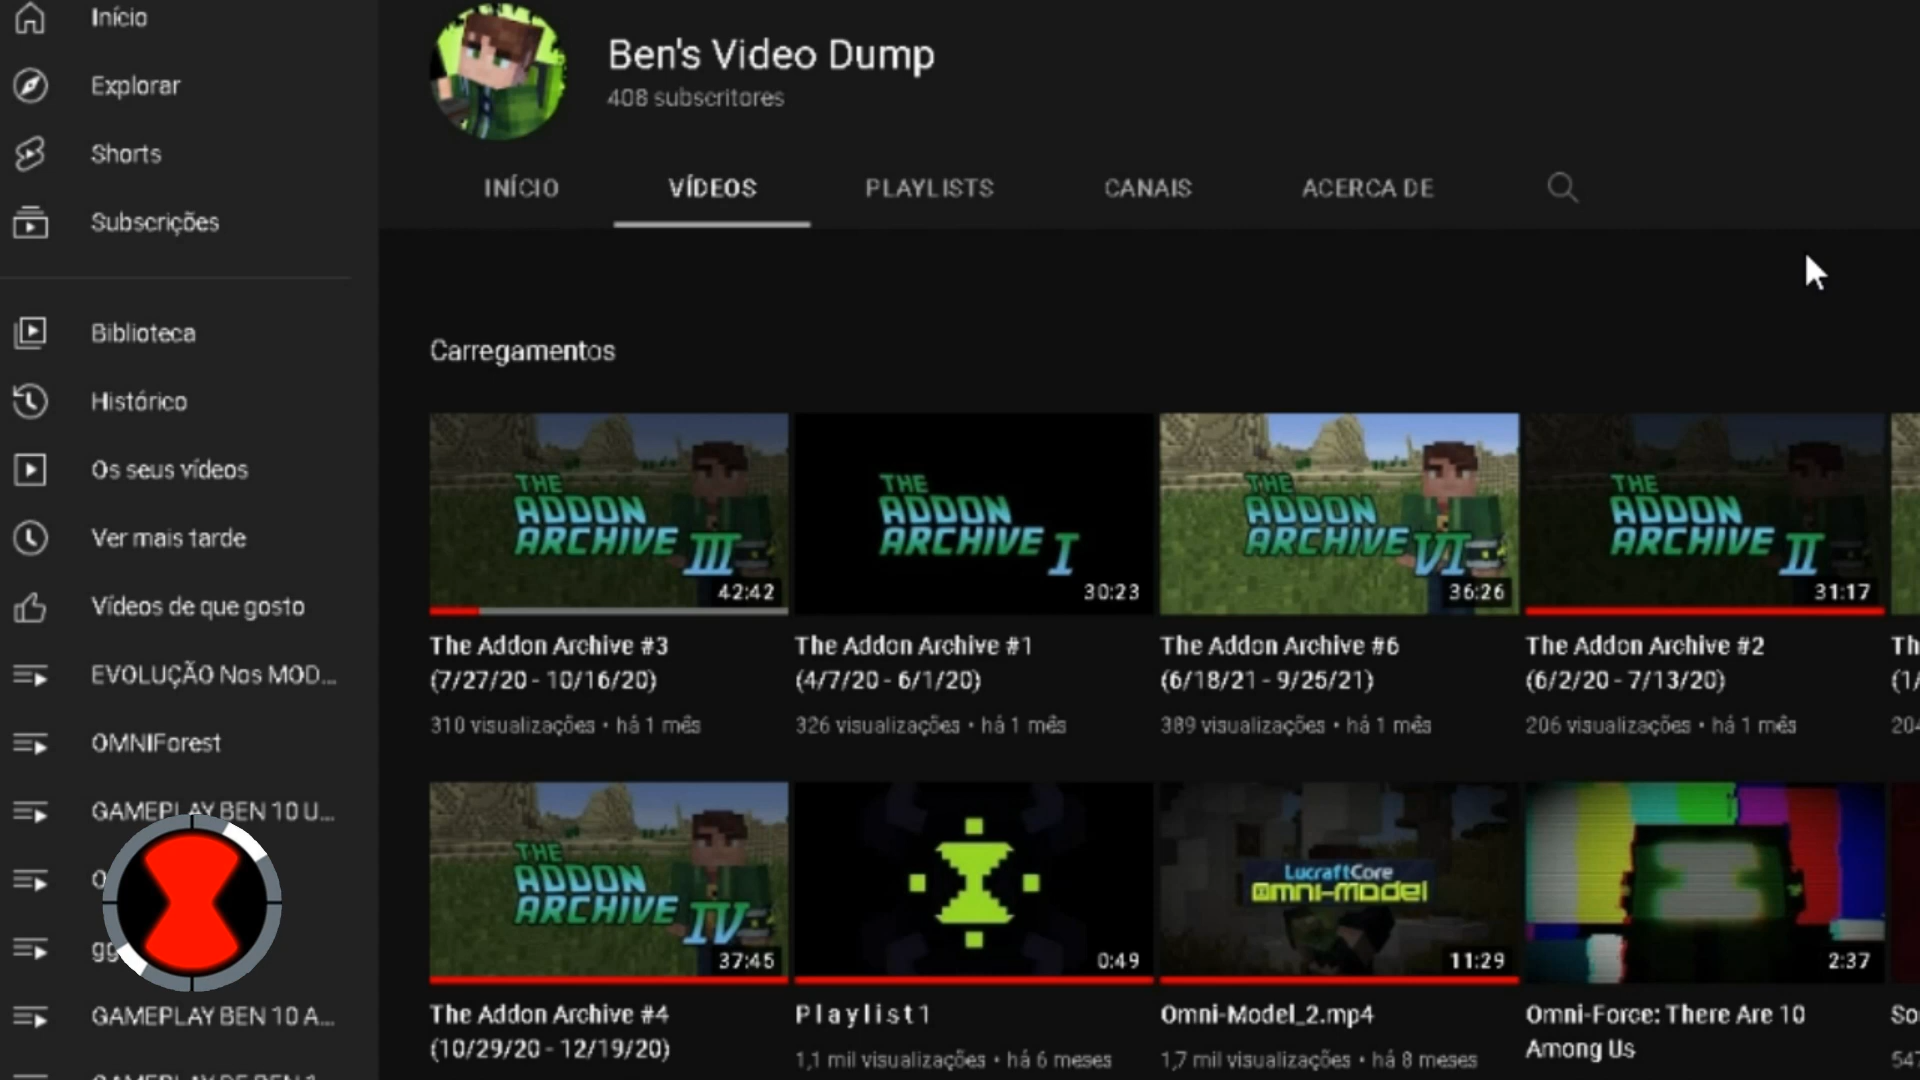 Início
Explorar
Shorts
Subscrições
Biblioteca
Histórico
Os seus vídeos
Ver mais tarde
Vídeos de que gosto
EVOLUÇÃO Nos MOD...
OMNIForest
GAMEPLAY BEN 10 U...
GAMEPLAY BEN 10 A...
Ben's Video Dump
408 subscritores
INÍCIO VÍDEOS PLAYLISTS CANAIS ACERCA DE
Carregamentos
THE
ADDON
ARCHIVE III
42:42
The Addon Archive #3
(7/27/20 - 10/16/20)
310 visualizações • há 1 mês
THE
ADDON
ARCHIVE I
30:23
The Addon Archive #1
(4/7/20 - 6/1/20)
326 visualizações • há 1 mês
THE
ADDON
ARCHIVE VI
36:26
The Addon Archive #6
(6/18/21 - 9/25/21)
389 visualizações • há 1 mês
THE
ADDON
ARCHIVE II
31:17
The Addon Archive #2
(6/2/20 - 7/13/20)
206 visualizações • há 1 mês
THE
ADDON
ARCHIVE IV
37:45
The Addon Archive #4
(10/29/20 - 12/19/20)
0:49
P l a y l i s t 1
1,1 mil visualizações • há 6 meses
LucraftCore
Omni-Model
11:29
Omni-Model_2.mp4
1,7 mil visualizações • há 8 meses
2:37
Omni-Force: There Are 10
Among Us